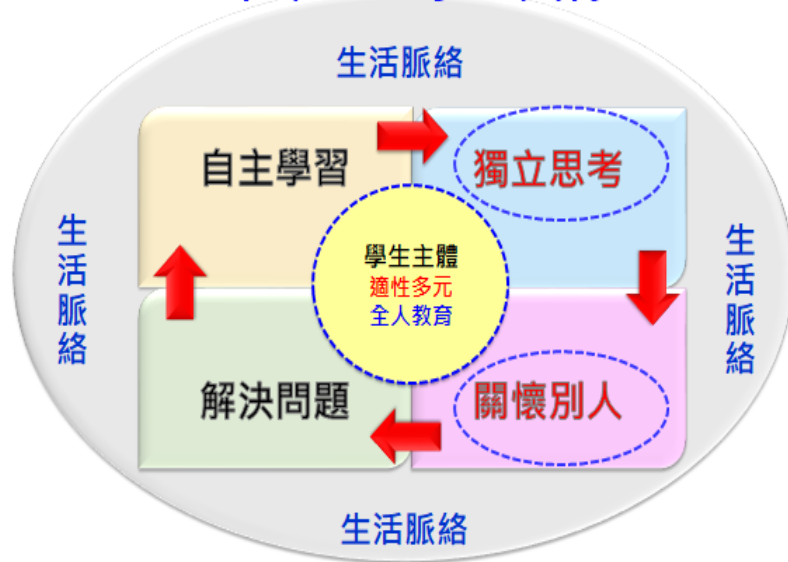 生活脈絡
自主學習
獨立思考
生活脈絡
學生主體
適性多元
全人教育
生活脈絡
解決問題
關懷別人
生活脈絡